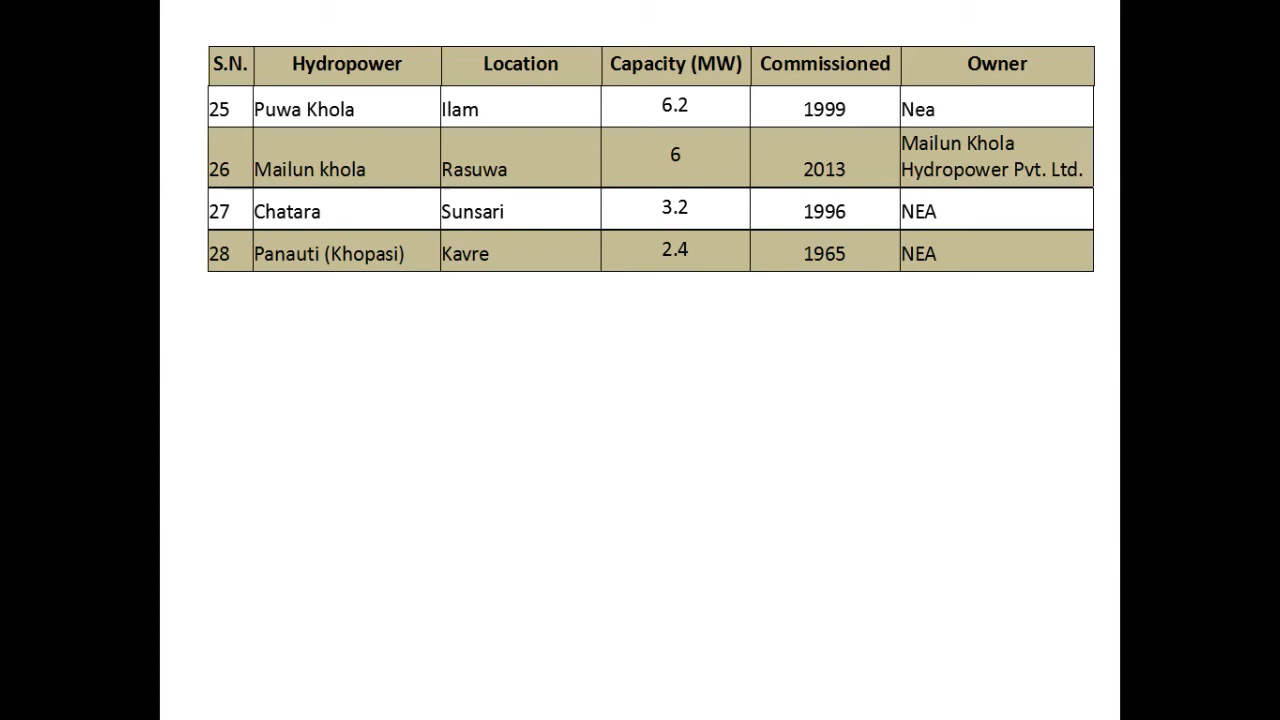 S.N. Hydropower Location Capacity (MW) Commissioned Owner
25 Puwa Khola Ilam 6.2 1999 Nea
26 Mailun khola Rasuwa 6 2013 Mailun Khola
Hydropower Pvt. Ltd.
27 Chatara Sunsari 3.2 1996 NEA
28 Panauti (Khopasi) Kavre 2.4 1965 NEA